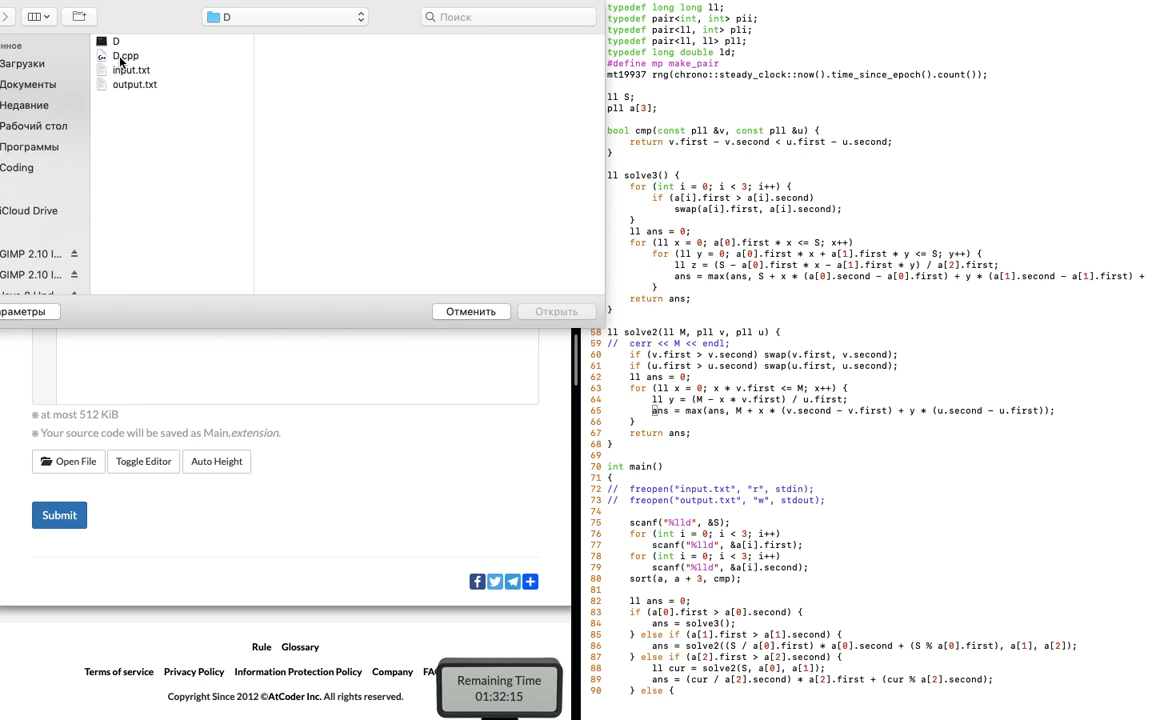 D
Поиск
нное
Загрузки
Документы
Недавние
Рабочий стол
Программы
Coding
iCloud Drive
GIMP 2.10 I...
GIMP 2.10 I...
D
D.cpp
input.txt
output.txt
раметры
Отменить
Открыть
※ at most 512 KiB
※ Your source code will be saved as Main.extension.
Open File
Toggle Editor
Auto Height
Submit
Rule Glossary
Terms of service Privacy Policy Information Protection Policy Company FA
Copyright Since 2012 ©AtCoder Inc. All rights reserved.
Remaining Time
01:32:15
typedef long long ll;
typedef pair<int, int> pii;
typedef pair<ll, int> pli;
typedef pair<ll, ll> pll;
typedef long double ld;
#define mp make_pair
mt19937 rng(chrono::steady_clock::now().time_since_epoch().count());
ll S;
pll a[3];
bool cmp(const pll &v, const pll &u) {
return v.first - v.second < u.first - u.second;
}
ll solve3() {
for (int i = 0; i < 3; i++) {
if (a[i].first > a[i].second)
swap(a[i].first, a[i].second);
}
ll ans = 0;
for (ll x = 0; a[0].first * x <= S; x++)
for (ll y = 0; a[0].first * x + a[1].first * y <= S; y++) {
ll z = (S - a[0].first * x - a[1].first * y) / a[2].first;
ans = max(ans, S + x * (a[0].second - a[0].first) + y * (a[1].second - a[1].first) +
}
return ans;
}
58 ll solve2(ll M, pll v, pll u) {
59 // cerr << M << endl;
60 if (v.first > v.second) swap(v.first, v.second);
61 if (u.first > u.second) swap(u.first, u.second);
62 ll ans = 0;
63 for (ll x = 0; x * v.first <= M; x++) {
64 ll y = (M - x * v.first) / u.first;
65 ans = max(ans, M + x * (v.second - v.first) + y * (u.second - u.first));
66 }
67 return ans;
68 }
69
70 int main()
71 {
72 // freopen("input.txt", "r", stdin);
73 // freopen("output.txt", "w", stdout);
74
75 scanf("%lld", &S);
76 for (int i = 0; i < 3; i++)
77 scanf("%lld", &a[i].first);
78 for (int i = 0; i < 3; i++)
79 scanf("%lld", &a[i].second);
80 sort(a, a + 3, cmp);
81
82 ll ans = 0;
83 if (a[0].first > a[0].second) {
84 ans = solve3();
85 } else if (a[1].first > a[1].second) {
86 ans = solve2((S / a[0].first) * a[0].second + (S % a[0].first), a[1], a[2]);
87 } else if (a[2].first > a[2].second) {
88 ll cur = solve2(S, a[0], a[1]);
89 ans = (cur / a[2].second) * a[2].first + (cur % a[2].second);
90 } else {